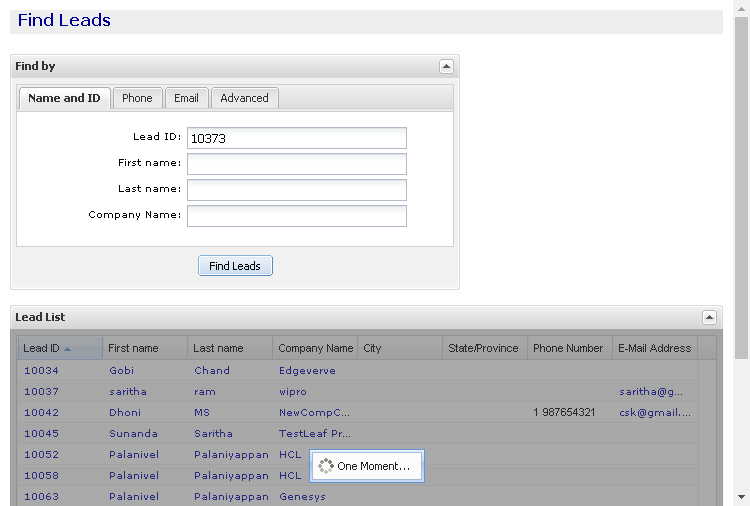 Find Leads
Find by
Name and ID Phone Email Advanced
Lead ID: 10373
First name:
Last name:
Company Name:
Find Leads
Lead List
Lead ID First name Last name Company Name City State/Province Phone Number E-Mail Address
10034 Gobi Chand Edgeverve
10037 saritha ram wipro saritha@g...
10042 Dhoni MS NewCompC... 1 987654321 csk@gmail....
10045 Sunanda Saritha TestLeaf Pr...
10052 Palanivel Palaniyappan HCL
One Moment...
10058 Palanivel Palaniyappan HCL
10063 Palanivel Palaniyappan Genesys